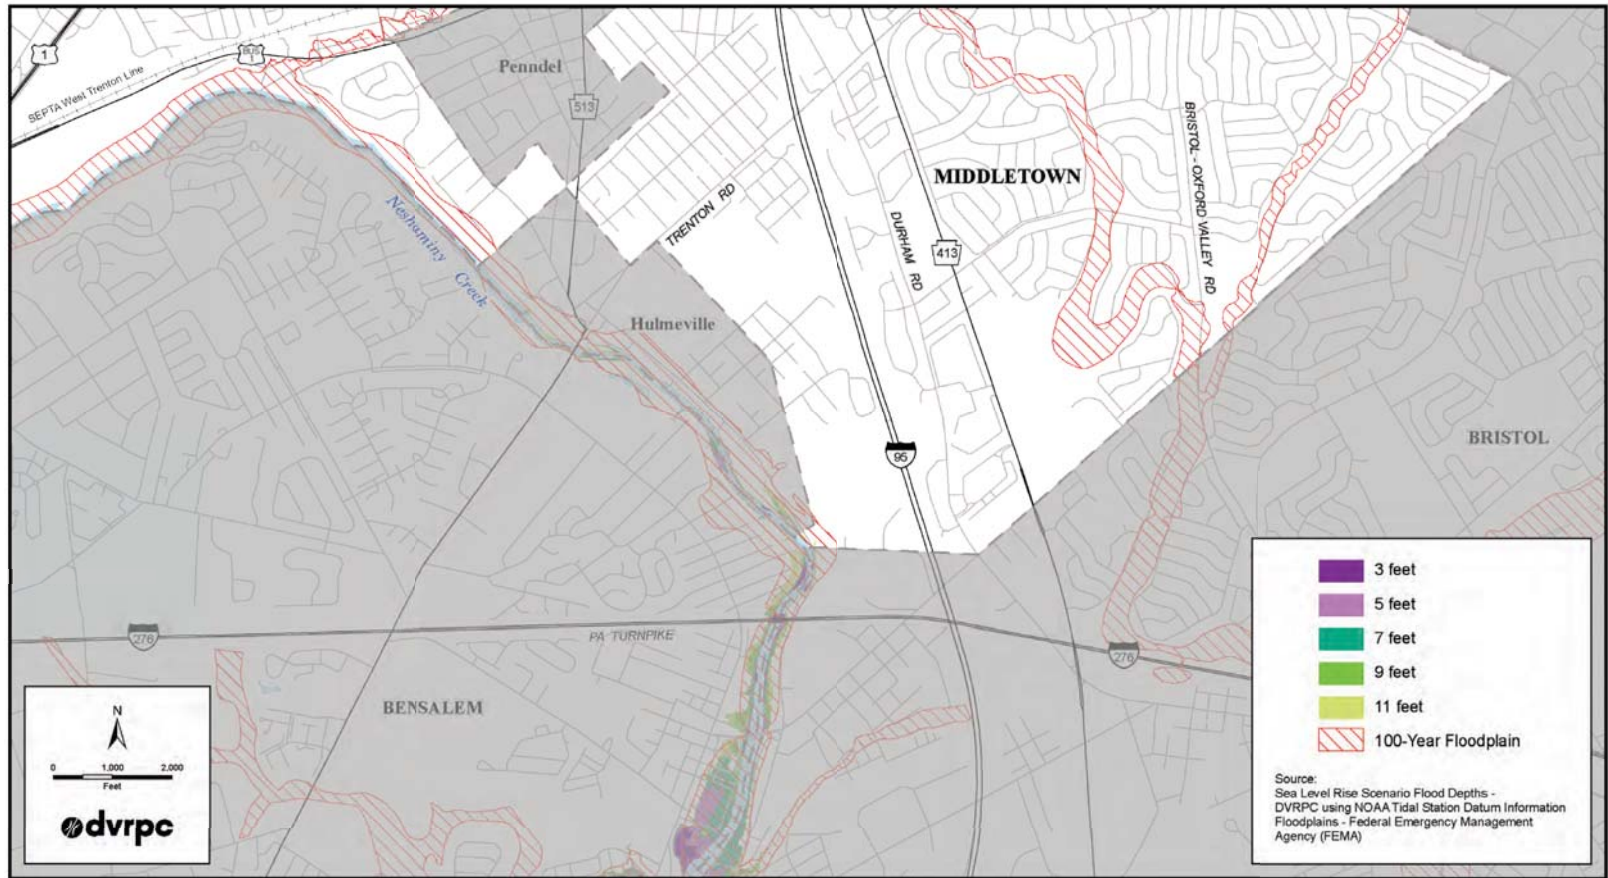 1
BUS
1
SEPTA West Trenton Line
Penndel
513
Neshaminy Creek
TRENTON RD
Hulmeville
MIDDLETOWN
DURHAM RD
413
BRISTOL - OXFORD VALLEY RD
95
BRISTOL
276
PA TURNPIKE
276
BENSALEM
N
0 1,000 2,000
Feet
dvrpc
3 feet
5 feet
7 feet
9 feet
11 feet
100-Year Floodplain
Source:
Sea Level Rise Scenario Flood Depths -
DVRPC using NOAA Tidal Station Datum Information
Floodplains - Federal Emergency Management
Agency (FEMA)